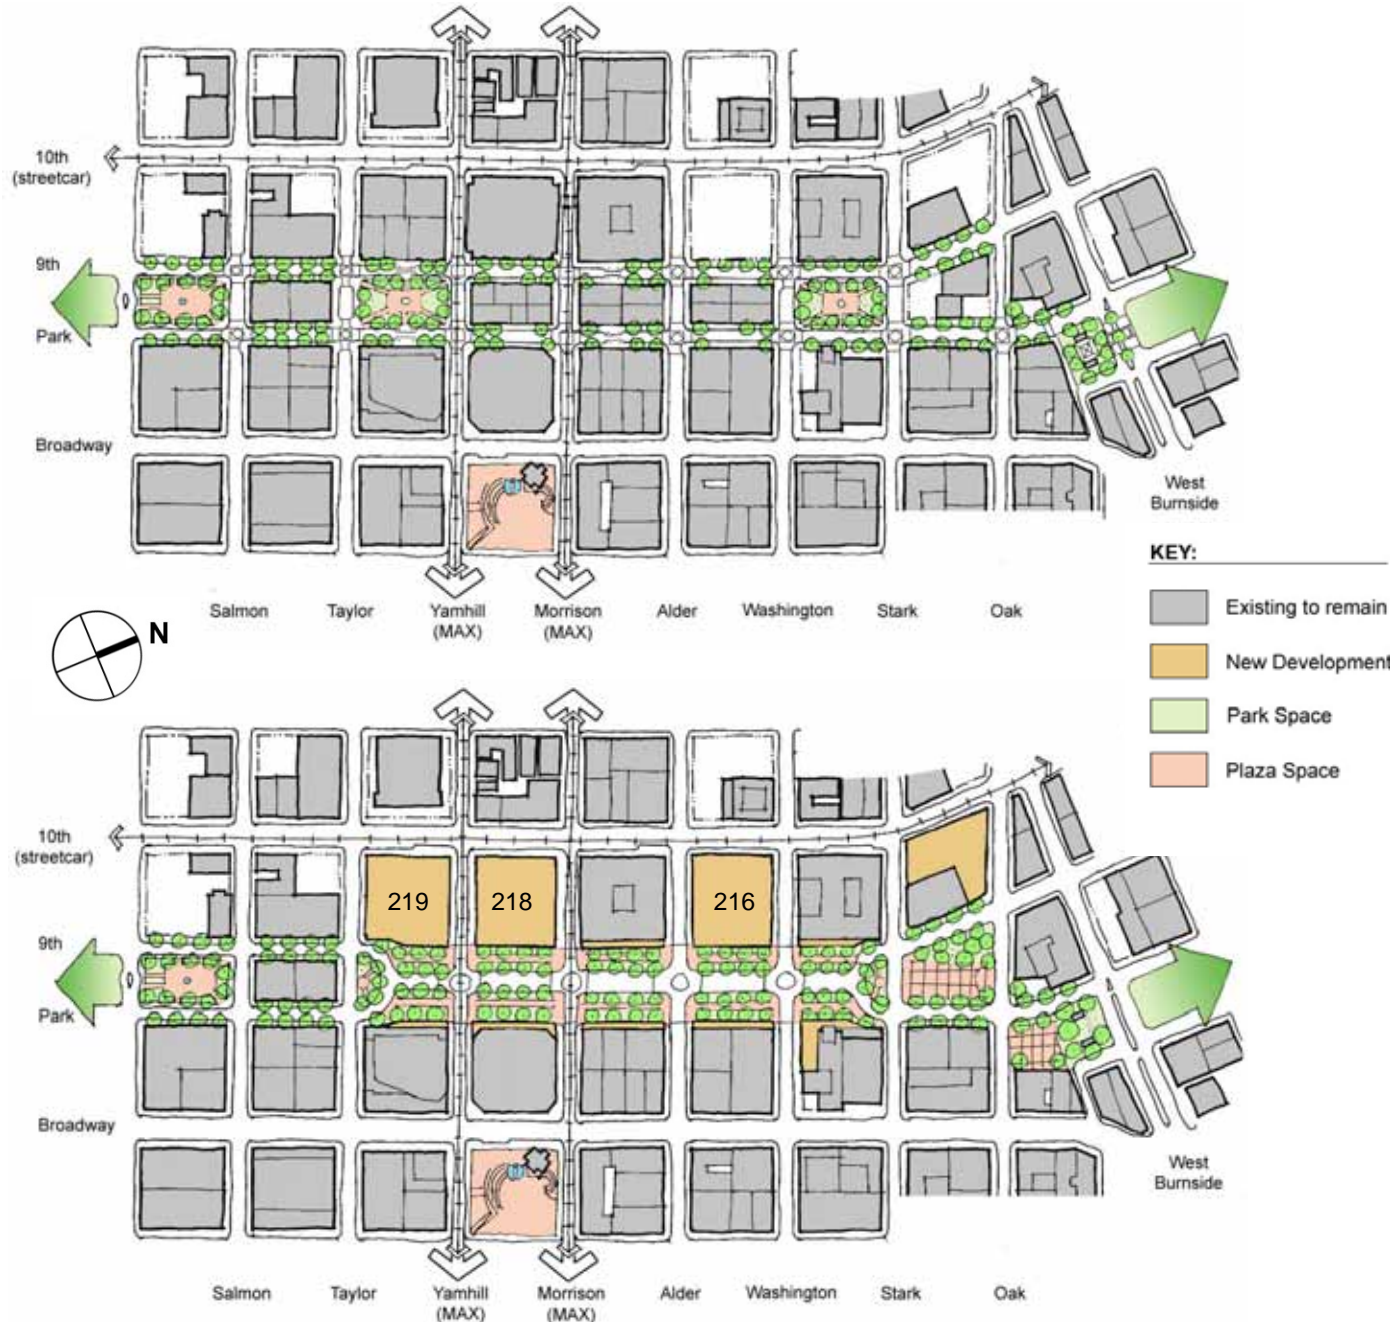 10th
(streetcar)
9th
Park
Broadway
West
Burnside
Salmon Taylor Yamhill Morrison Alder Washington Stark Oak
(MAX) (MAX)
N
KEY:
Existing to remain
New Development
Park Space
Plaza Space
10th
(streetcar)
219 218 216
9th
Park
Broadway
West
Burnside
Salmon Taylor Yamhill Morrison Alder Washington Stark Oak
(MAX) (MAX)